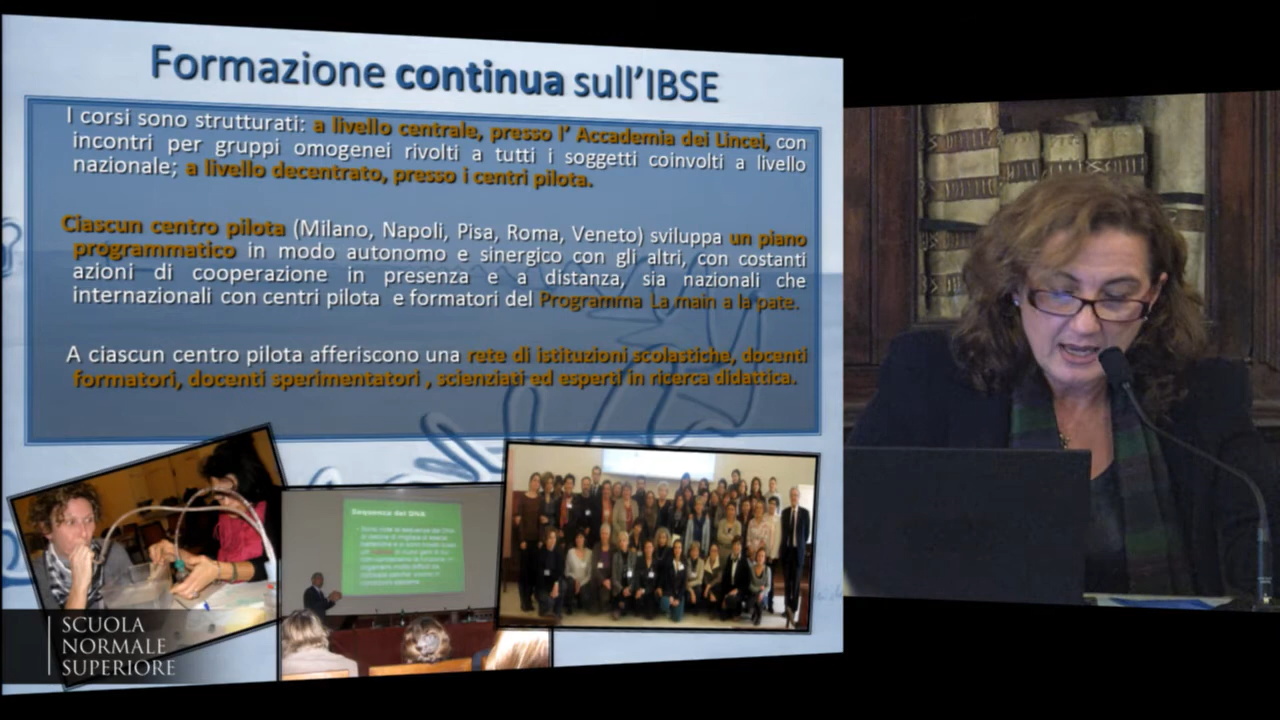 Formazione continua sull'IBSE
I corsi sono strutturati: a livello centrale, presso l' Accademia dei Lincei, con
incontri per gruppi omogenei rivolti a tutti i soggetti coinvolti a livello
nazionale; a livello decentrato, presso i centri pilota.
Ciascun centro pilota (Milano, Napoli, Pisa, Roma, Veneto) sviluppa un piano
programmatico in modo autonomo e sinergico con gli altri, con costanti
azioni di cooperazione in presenza e a distanza, sia nazionali che
internazionali con centri pilota e formatori del Programma La main a la pate.
A ciascun centro pilota afferiscono una rete di istituzioni scolastiche, docenti
formatori, docenti sperimentatori , scienziati ed esperti in ricerca didattica.
Sequenza del DNA
SCUOLA
NORMALE
SUPERIORE